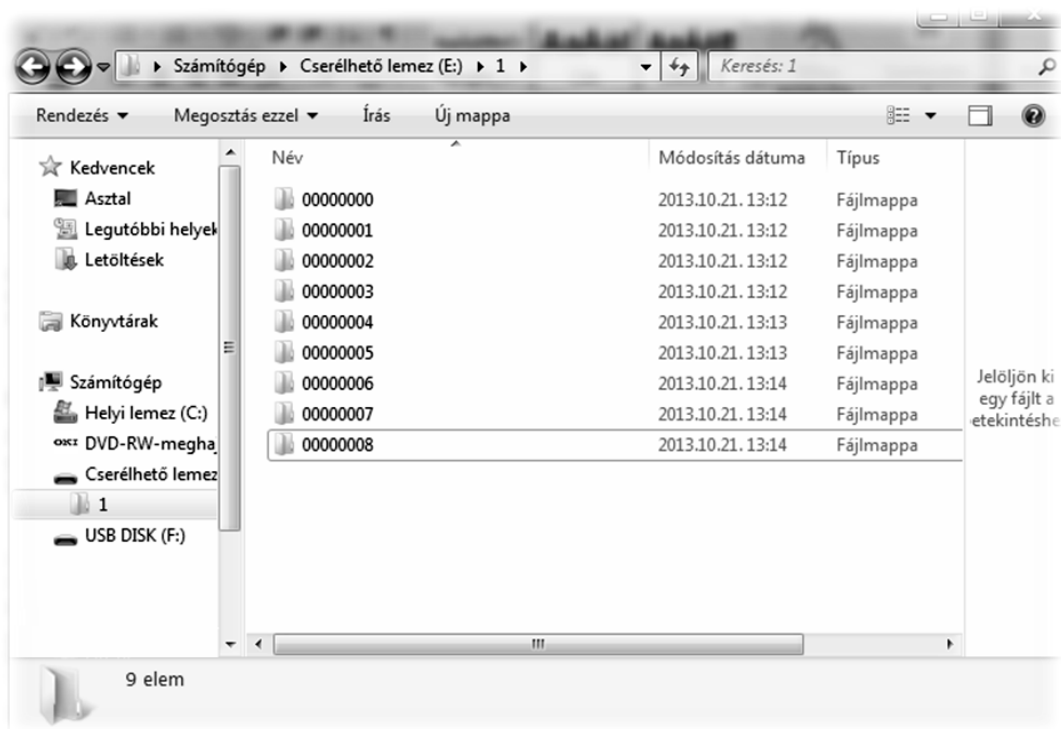 Számítógép Cserélhető lemez (E:) 1 Keresés: 1
Rendezés Megosztás ezzel Írás Új mappa
Név Módosítás dátuma Típus
Kedvencek
Asztal
Legutóbbi helyek
Letöltések
Könyvtárak
Számítógép
Helyi lemez (C:)
DVD-RW-megha
Cserélhető lemez
1
USB DISK (F:)
00000000 2013.10.21. 13:12 Fájlmappa
00000001 2013.10.21. 13:12 Fájlmappa
00000002 2013.10.21. 13:12 Fájlmappa
00000003 2013.10.21. 13:12 Fájlmappa
00000004 2013.10.21. 13:13 Fájlmappa
00000005 2013.10.21. 13:13 Fájlmappa
00000006 2013.10.21. 13:14 Fájlmappa
00000007 2013.10.21. 13:14 Fájlmappa
00000008 2013.10.21. 13:14 Fájlmappa
Jelöljön ki
egy fájlt a
etekintéshe
9 elem